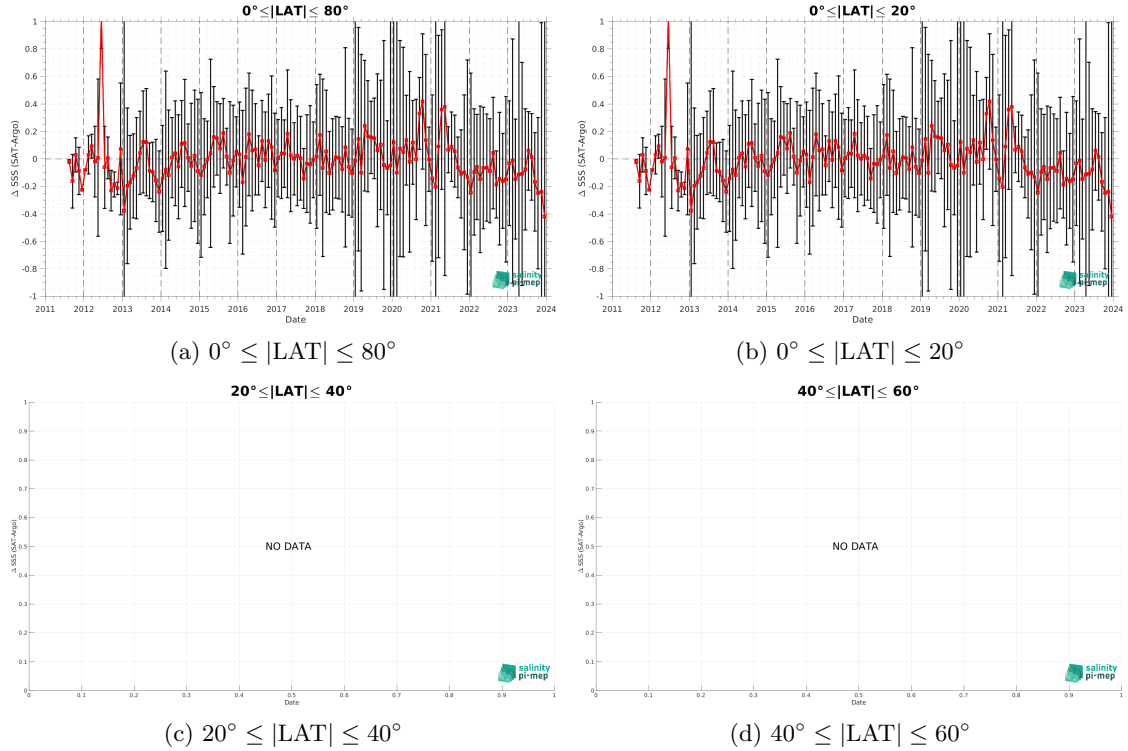 0°≤|LAT|≤ 80°
1
0.8
0.6
0.4
0.2
0
-0.2
-0.4
-0.6
-0.8
-1
Δ SSS (SAT-Argo)
2011 2012 2013 2014 2015 2016 2017 2018 2019 2020 2021 2022 2023 2024
Date
salinity
pi-mep
(a) 0° ≤ |LAT| ≤ 80°
0°≤|LAT|≤ 20°
1
0.8
0.6
0.4
0.2
0
-0.2
-0.4
-0.6
-0.8
-1
Δ SSS (SAT-Argo)
2011 2012 2013 2014 2015 2016 2017 2018 2019 2020 2021 2022 2023 2024
Date
salinity
pi-mep
(b) 0° ≤ |LAT| ≤ 20°
20°≤|LAT|≤ 40°
1
0.9
0.8
0.7
0.6
0.5
0.4
0.3
0.2
0.1
0
Δ SSS (SAT-Argo)
NO DATA
0 0.1 0.2 0.3 0.4 0.5 0.6 0.7 0.8 0.9 1
Date
salinity
pi-mep
(c) 20° ≤ |LAT| ≤ 40°
40°≤|LAT|≤ 60°
1
0.9
0.8
0.7
0.6
0.5
0.4
0.3
0.2
0.1
0
Δ SSS (SAT-Argo)
NO DATA
0 0.1 0.2 0.3 0.4 0.5 0.6 0.7 0.8 0.9 1
Date
salinity
pi-mep
(d) 40° ≤ |LAT| ≤ 60°